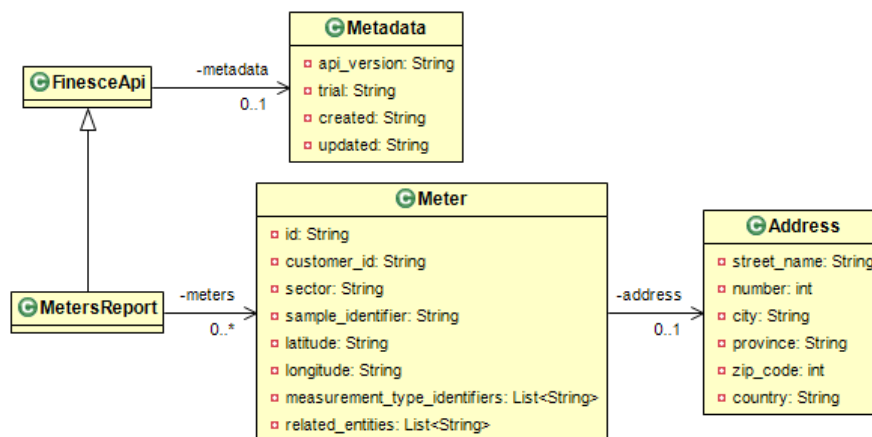 Metadata
api_version: String
trial: String
created: String
updated: String
FinesceApi
-metadata
0..1
Meter
id: String
customer_id: String
sector: String
sample_identifier: String
latitude: String
longitude: String
measurement_type_identifiers: List<String>
related_entities: List<String>
MetersReport
-meters
0..*
-address
0..1
Address
street_name: String
number: int
city: String
province: String
zip_code: int
country: String